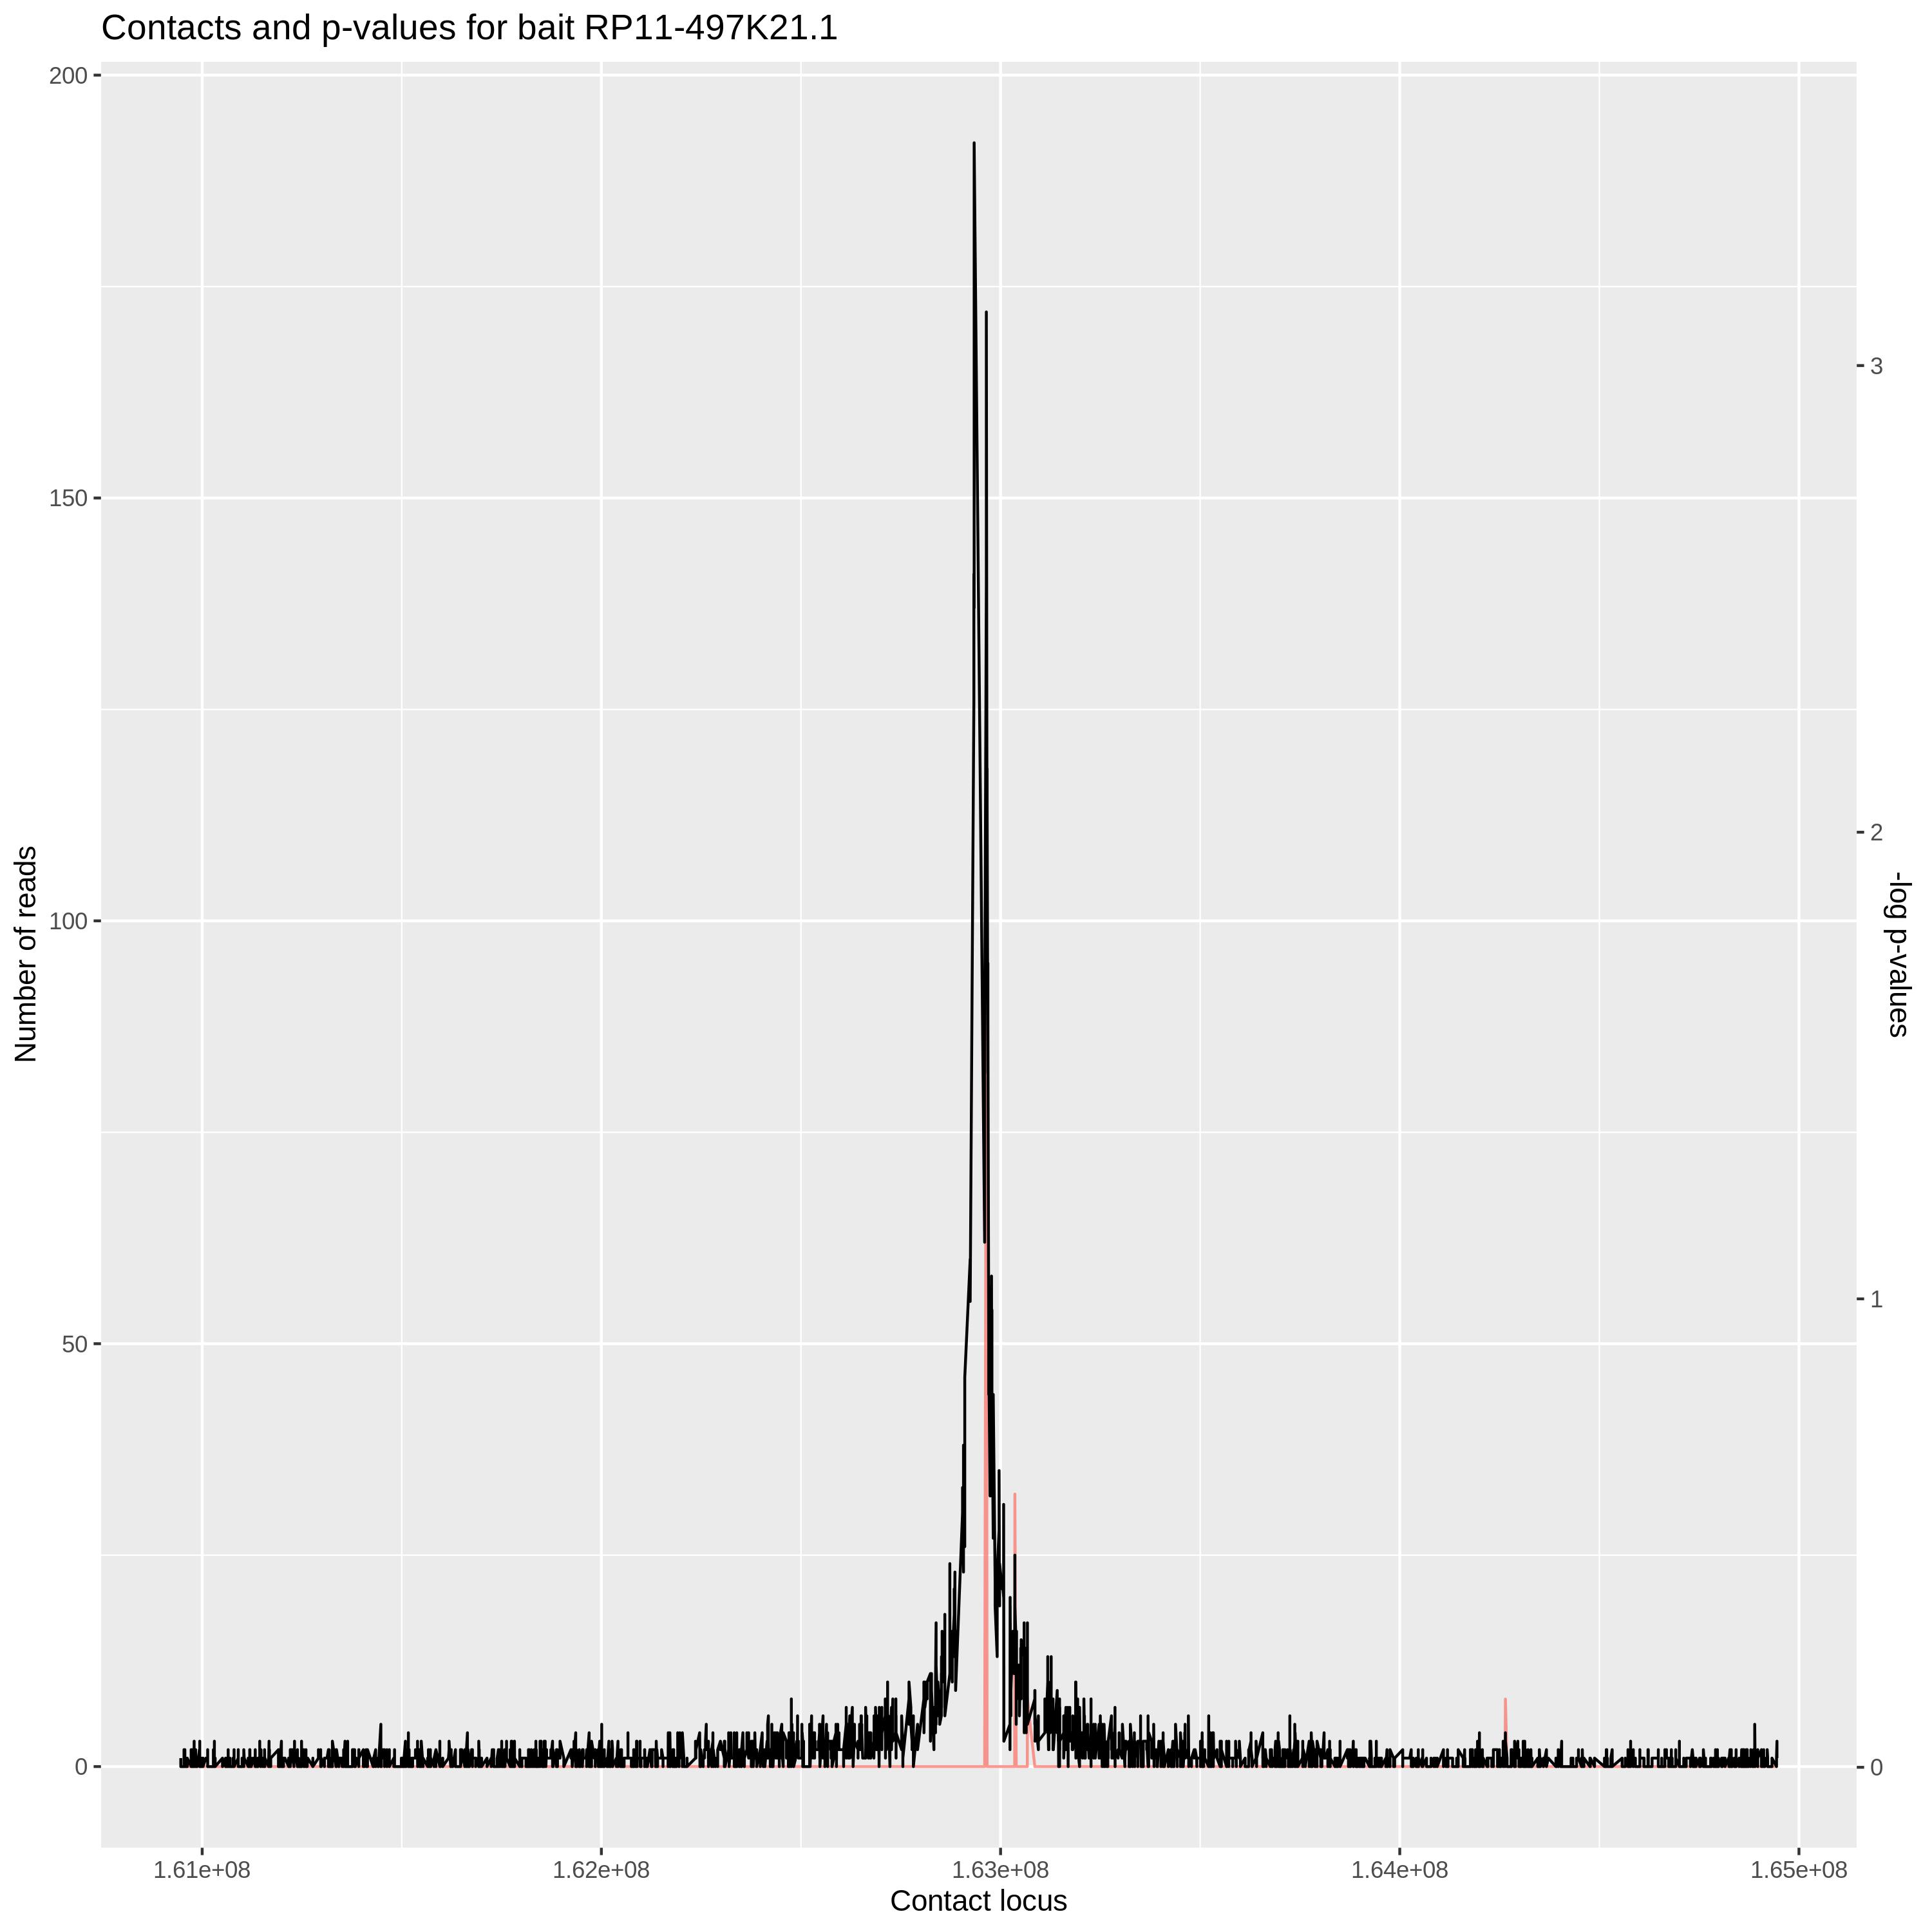 Contacts and p-values for bait RP11-497K21.1
200
150
100
50
0
Number of reads
3
2
1
0
-log p-values
1.61e+08
1.62e+08
1.63e+08
1.64e+08
1.65e+08
Contact locus